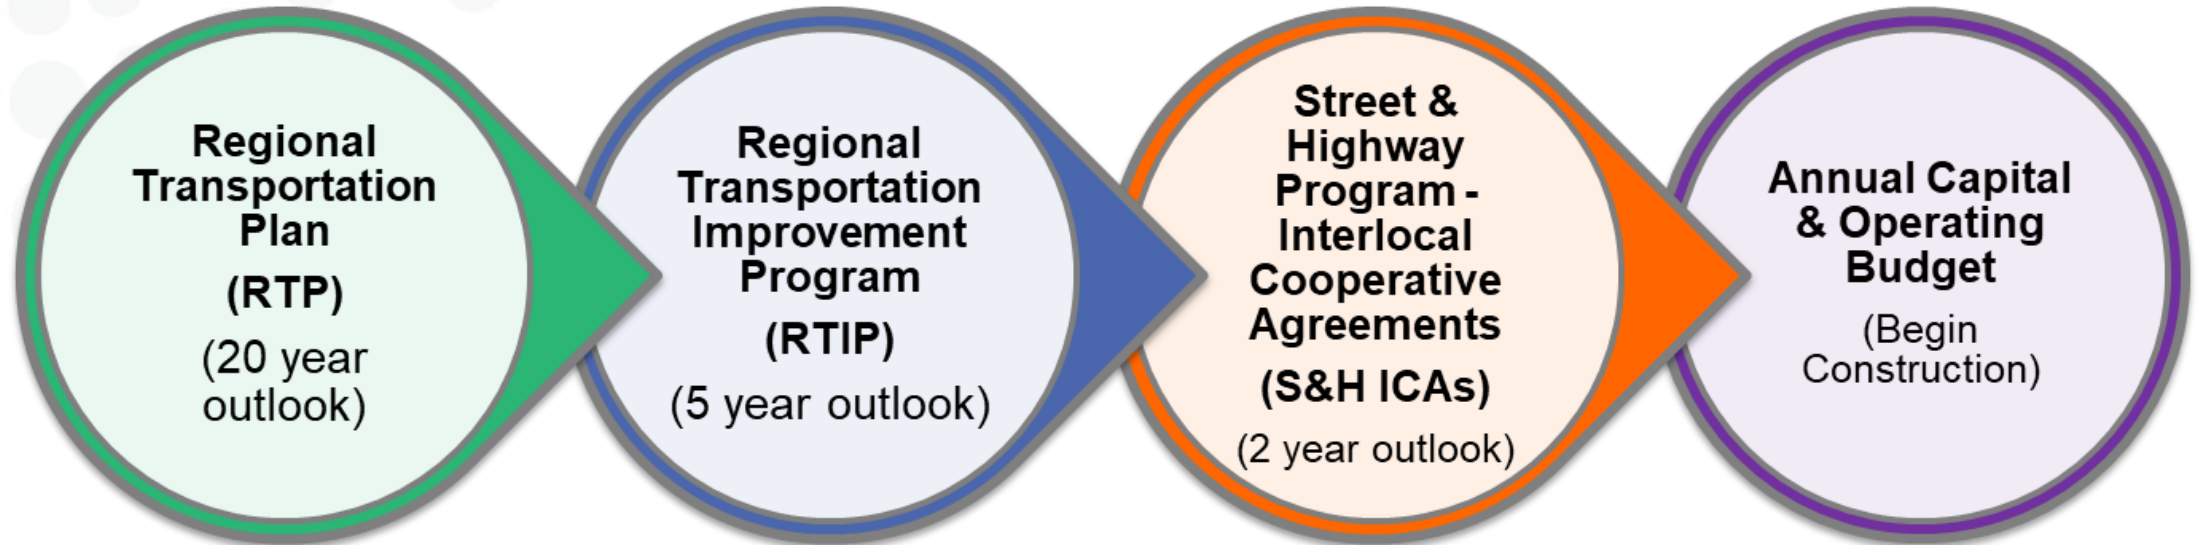 Regional
Transportation
Plan
(RTP)
(20 year
outlook)
Regional
Transportation
Improvement
Program
(RTIP)
(5 year outlook)
Street &
Highway
Program -
Interlocal
Cooperative
Agreements
(S&H ICAs)
(2 year outlook)
Annual Capital
& Operating
Budget
(Begin
Construction)